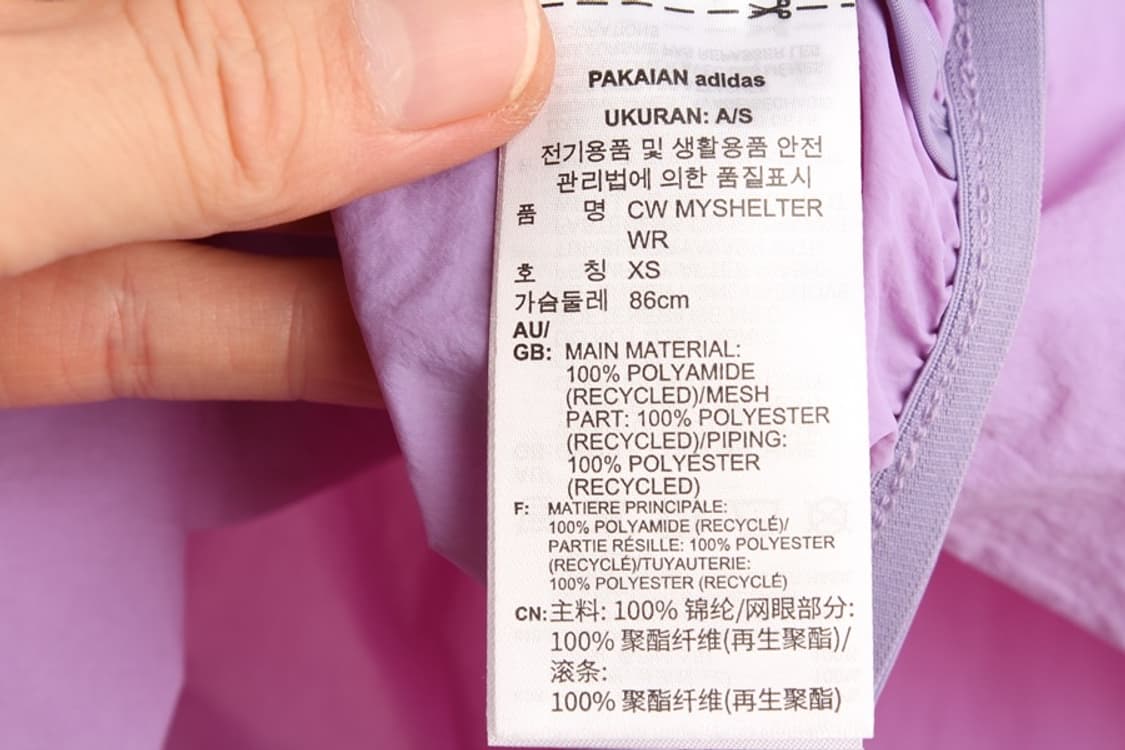 PAKAIAN adidas
UKURAN: A/S
전기용품 및 생활용품 안전
관리법에 의한 품질표시
품 명 CW MYSHELTER
WR
호 칭 XS
가슴둘레 86cm
AU/
GB: MAIN MATERIAL:
100% POLYAMIDE
(RECYCLED)/MESH
PART: 100% POLYESTER
(RECYCLED)/PIPING:
100% POLYESTER
(RECYCLED)
F: MATIERE PRINCIPALE:
100% POLYAMIDE (RECYCLÉ)/
PARTIE RÉSILLE: 100% POLYESTER
(RECYCLÉ)/TUYAUTERIE:
100% POLYESTER (RECYCLÉ)
CN: 主料: 100% 锦纶/网眼部分:
100% 聚酯纤维(再生聚酯)/
滚条:
100% 聚酯纤维(再生聚酯)